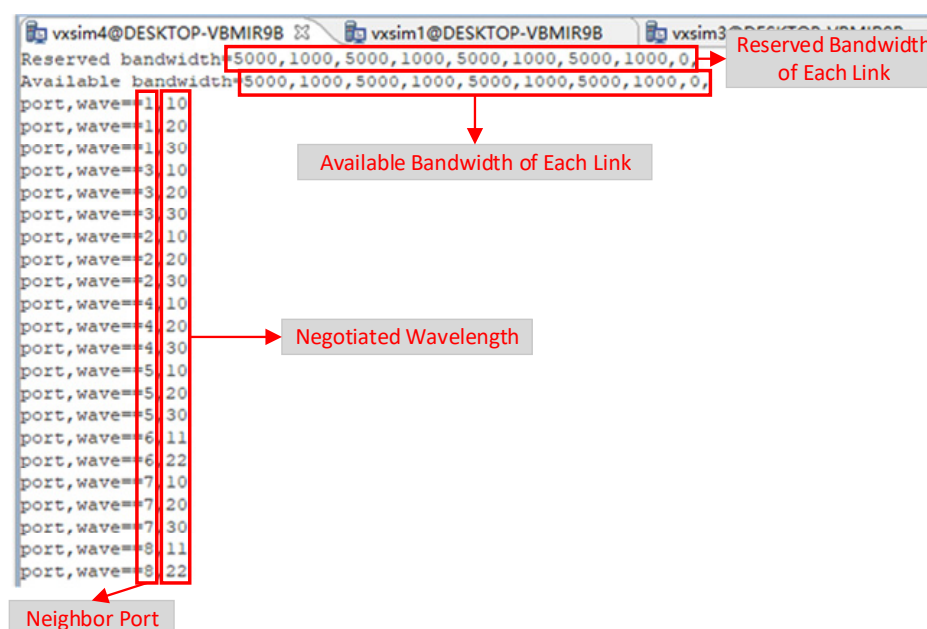 vxsim4@DESKTOP-VBMIR9B vxsim1@DESKTOP-VBMIR9B vxsim3@DESKTOP-VBMIR9B
Reserved bandwidth=5000,1000,5000,1000,5000,1000,5000,1000,0,
Reserved Bandwidth
of Each Link
Available bandwidth=5000,1000,5000,1000,5000,1000,5000,1000,0,
port,wave==1,10
port,wave==1,20
port,wave==1,30
Available Bandwidth of Each Link
port,wave==3,10
port,wave==3,20
port,wave==3,30
port,wave==2,10
port,wave==2,20
port,wave==2,30
port,wave==4,10
port,wave==4,20
port,wave==4,30
Negotiated Wavelength
port,wave==5,10
port,wave==5,20
port,wave==5,30
port,wave==6,11
port,wave==6,22
port,wave==7,10
port,wave==7,20
port,wave==7,30
port,wave==8,11
port,wave==8,22
Neighbor Port